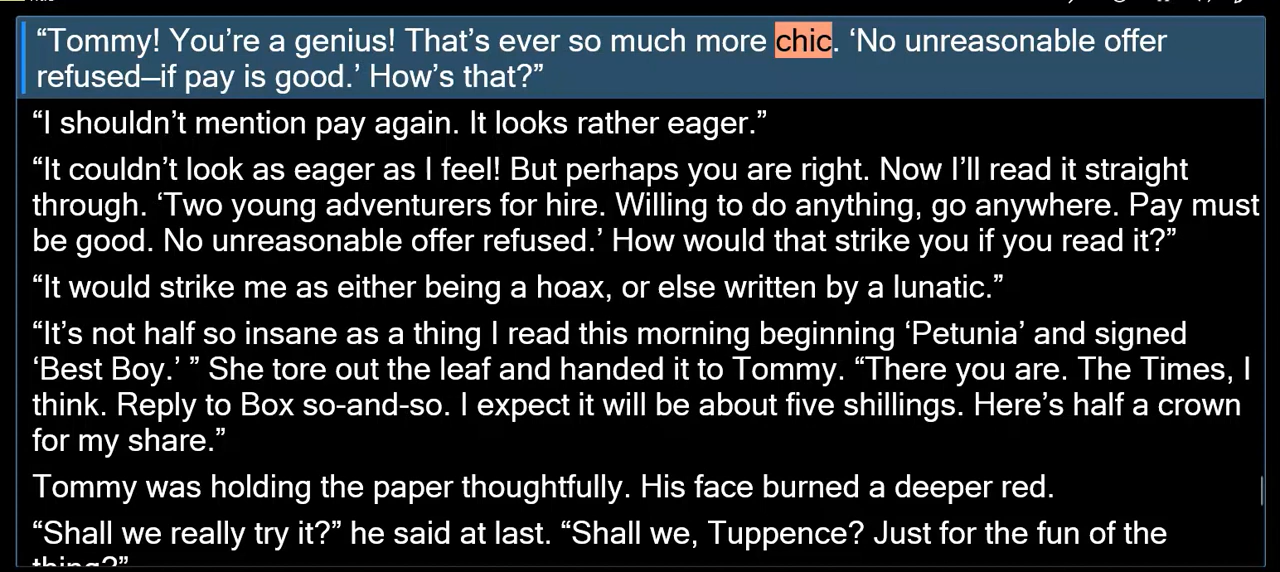 “Tommy! You’re a genius! That’s ever so much more chic. ‘No unreasonable offer
refused—if pay is good.’ How’s that?”
“I shouldn’t mention pay again. It looks rather eager.”
“It couldn’t look as eager as I feel! But perhaps you are right. Now I’ll read it straight
through. ‘Two young adventurers for hire. Willing to do anything, go anywhere. Pay must
be good. No unreasonable offer refused.’ How would that strike you if you read it?”
“It would strike me as either being a hoax, or else written by a lunatic.”
“It’s not half so insane as a thing I read this morning beginning ‘Petunia’ and signed
‘Best Boy.’ ” She tore out the leaf and handed it to Tommy. “There you are. The Times, I
think. Reply to Box so-and-so. I expect it will be about five shillings. Here’s half a crown
for my share.”
Tommy was holding the paper thoughtfully. His face burned a deeper red.
“Shall we really try it?” he said at last. “Shall we, Tuppence? Just for the fun of the
thing?”